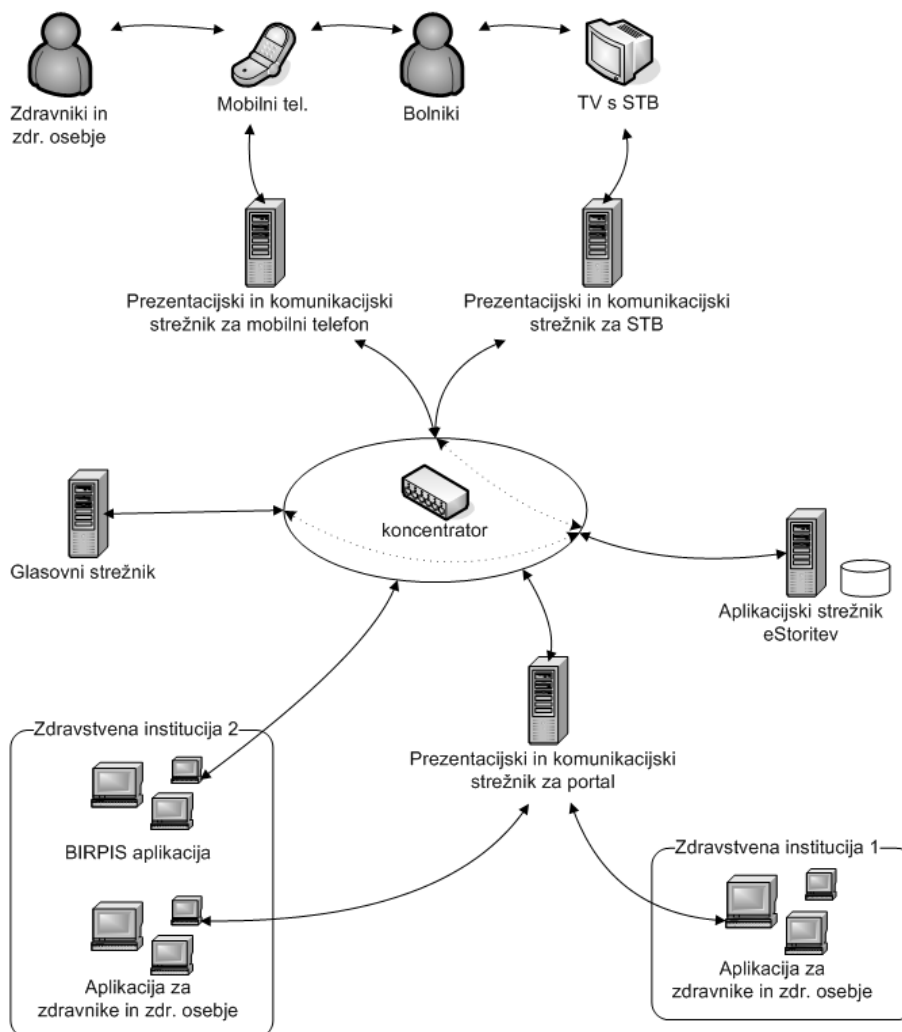 Zdravniki in
zdr. osebje
Mobilni tel.
Bolniki
TV s STB
Prezentacijski in komunikacijski
strežnik za mobilni telefon
Prezentacijski in komunikacijski
strežnik za STB
koncentrator
Glasovni strežnik
Aplikacijski strežnik
eStoritev
Prezentacijski in komunikacijski
strežnik za portal
Zdravstvena institucija 2
BIRPIS aplikacija
Aplikacija za
zdravnike in zdr. osebje
Zdravstvena institucija 1
Aplikacija za
zdravnike in zdr. osebje